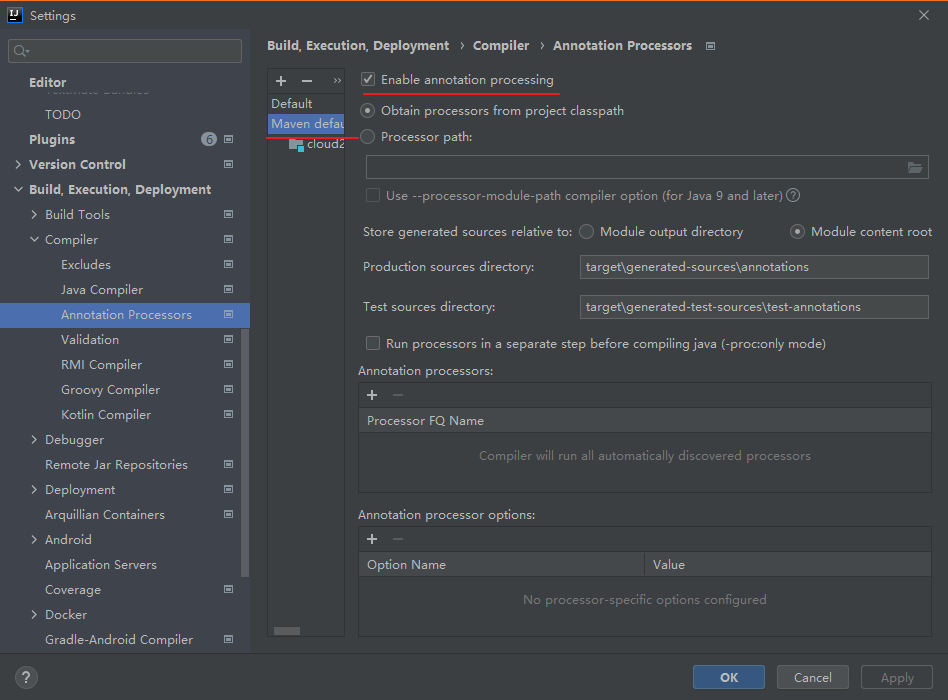 Settings
Editor
TODO
Plugins
6
Version Control
Build, Execution, Deployment
Build Tools
Compiler
Excludes
Java Compiler
Annotation Processors
Validation
RMI Compiler
Groovy Compiler
Kotlin Compiler
Debugger
Remote Jar Repositories
Deployment
Arquillian Containers
Android
Application Servers
Coverage
Docker
Gradle-Android Compiler
Build, Execution, Deployment › Compiler › Annotation Processors
Default
Maven defau
cloud2
Enable annotation processing
Obtain processors from project classpath
Processor path:
Use --processor-module-path compiler option (for Java 9 and later) ?
Store generated sources relative to: Module output directory Module content root
Production sources directory: target\generated-sources\annotations
Test sources directory: target\generated-test-sources\test-annotations
Run processors in a separate step before compiling java (-proc:only mode)
Annotation processors:
Processor FQ Name
Compiler will run all automatically discovered processors
Annotation processor options:
Option Name Value
No processor-specific options configured
? OK Cancel Apply